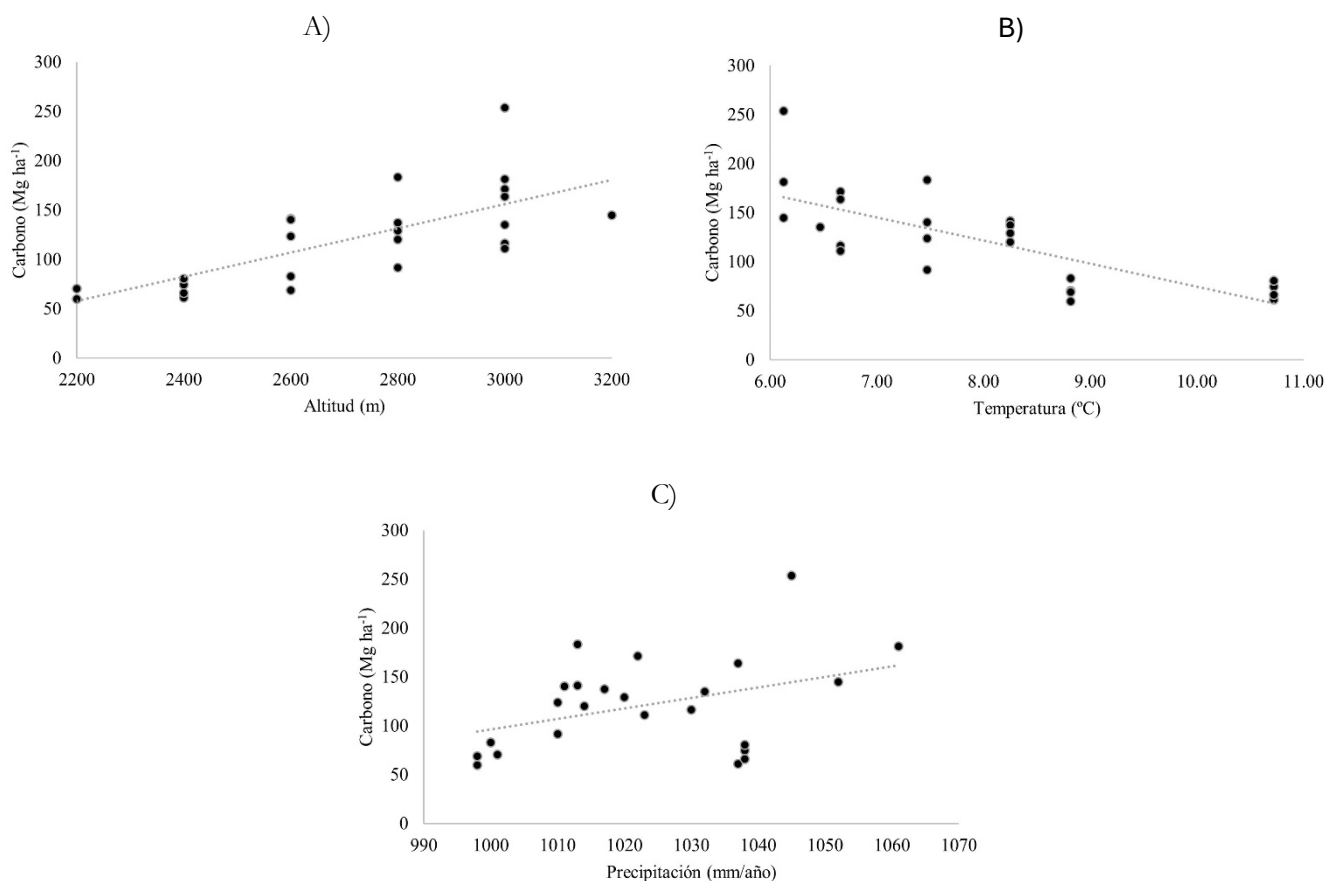 A)
300
250
200
150
100
50
0
Carbono (Mg ha⁻¹)
2200 2400 2600 2800 3000 3200
Altitud (m)
B)
300
250
200
150
100
50
0
Carbono (Mg ha⁻¹)
6.00 7.00 8.00 9.00 10.00 11.00
Temperatura (ºC)
C)
300
250
200
150
100
50
0
Carbono (Mg ha⁻¹)
990 1000 1010 1020 1030 1040 1050 1060 1070
Precipitación (mm/año)